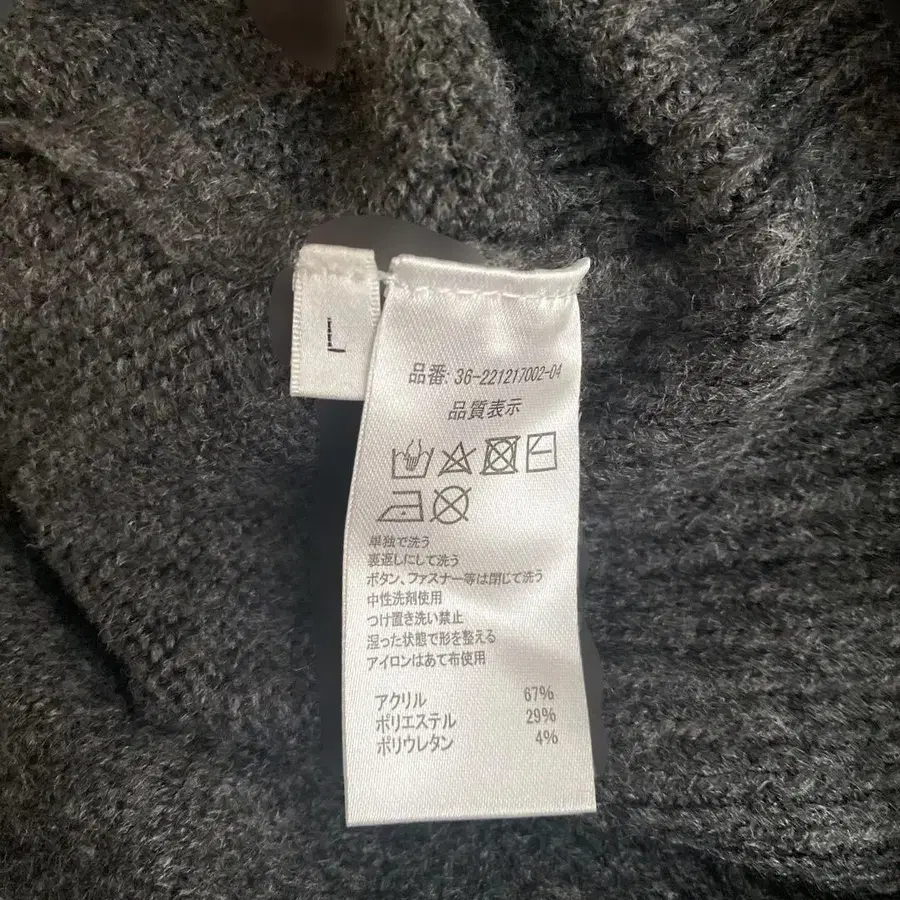 L
品番: 36-221217002-04
品質表示
単独で洗う
裏返しにして洗う
ボタン、ファスナー等は閉じて洗う
中性洗剤使用
つけ置き洗い禁止
湿った状態で形を整える
アイロンはあて布使用
アクリル 67%
ポリエステル 29%
ポリウレタン 4%